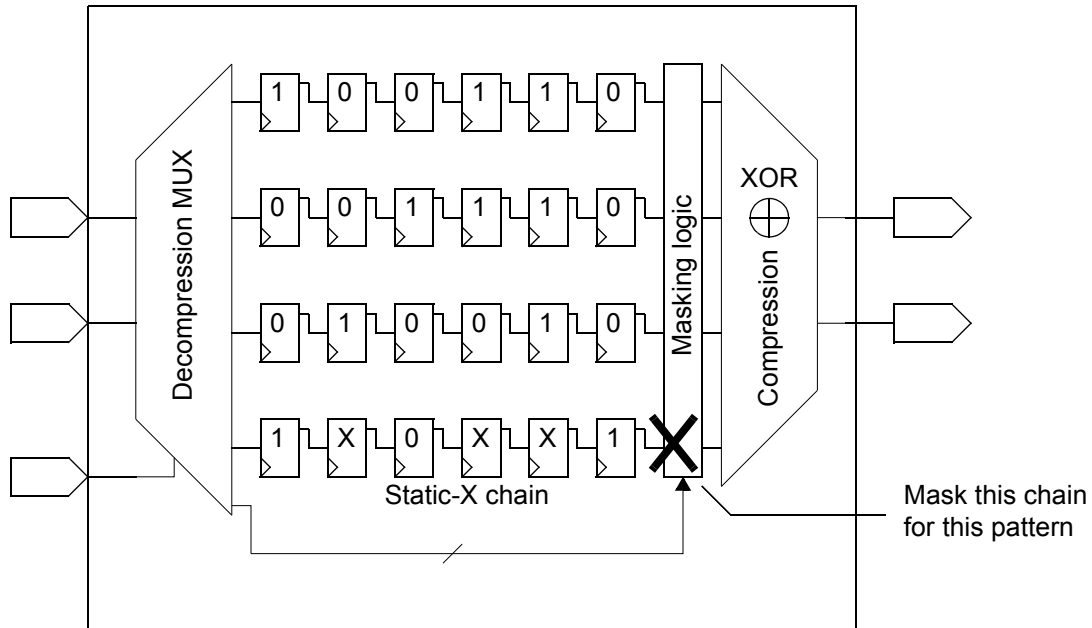 1 0 0 1 1 0
Decompression MUX
0 0 1 1 1 0
Masking logic
XOR
Compression
0 1 0 0 1 0
1 X 0 X X 1
Static-X chain
Mask this chain
for this pattern